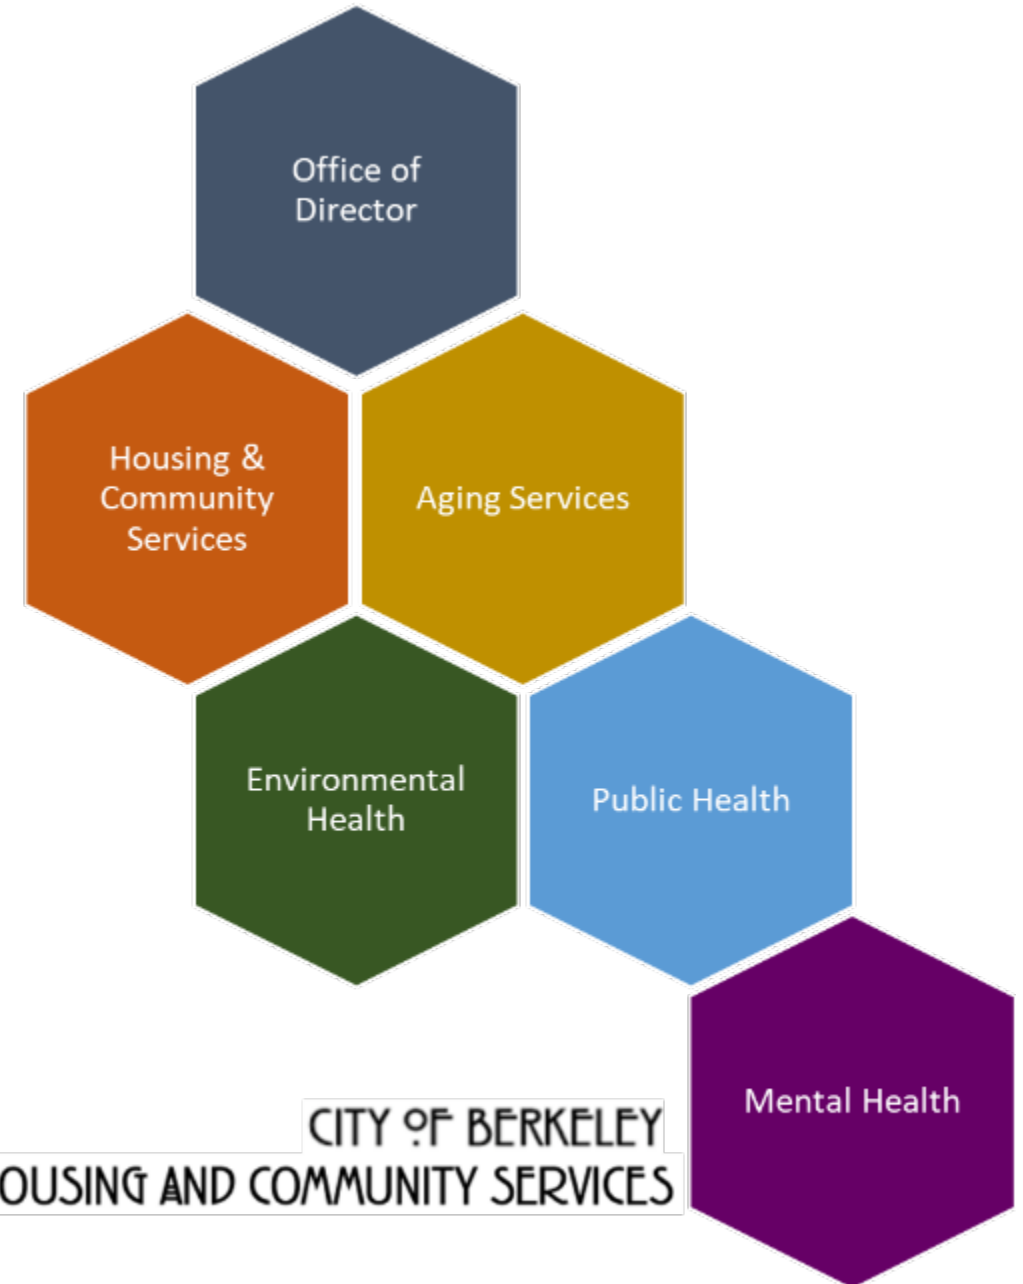 Office of
Director
Housing &
Community
Services
Aging Services
Environmental
Health
Public Health
Mental Health
CITY OF BERKELEY
OUSING AND COMMUNITY SERVICES